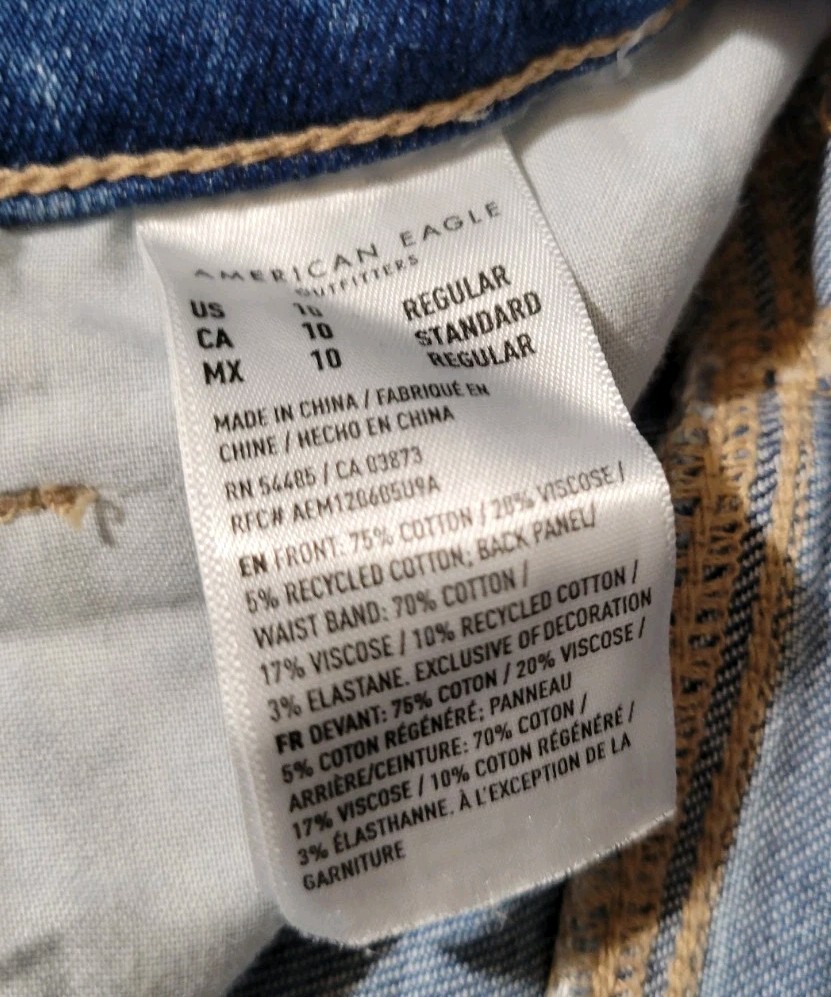 AMERICAN EAGLE
OUTFITTERS
US 10 REGULAR
CA 10 STANDARD
MX 10 REGULAR
MADE IN CHINA / FABRIQUÉ EN
CHINE / HECHO EN CHINA
RN 54485 / CA 03873
RFC# AEM120605U9A
EN FRONT: 75% COTTON / 20% VISCOSE /
5% RECYCLED COTTON; BACK PANEL/
WAIST BAND: 70% COTTON /
17% VISCOSE / 10% RECYCLED COTTON /
3% ELASTANE. EXCLUSIVE OF DECORATION
FR DEVANT: 75% COTON / 20% VISCOSE /
5% COTON RÉGÉNÉRÉ; PANNEAU
ARRIÈRE/CEINTURE: 70% COTON /
17% VISCOSE / 10% COTON RÉGÉNÉRÉ /
3% ÉLASTHANNE. À L'EXCEPTION DE LA
GARNITURE